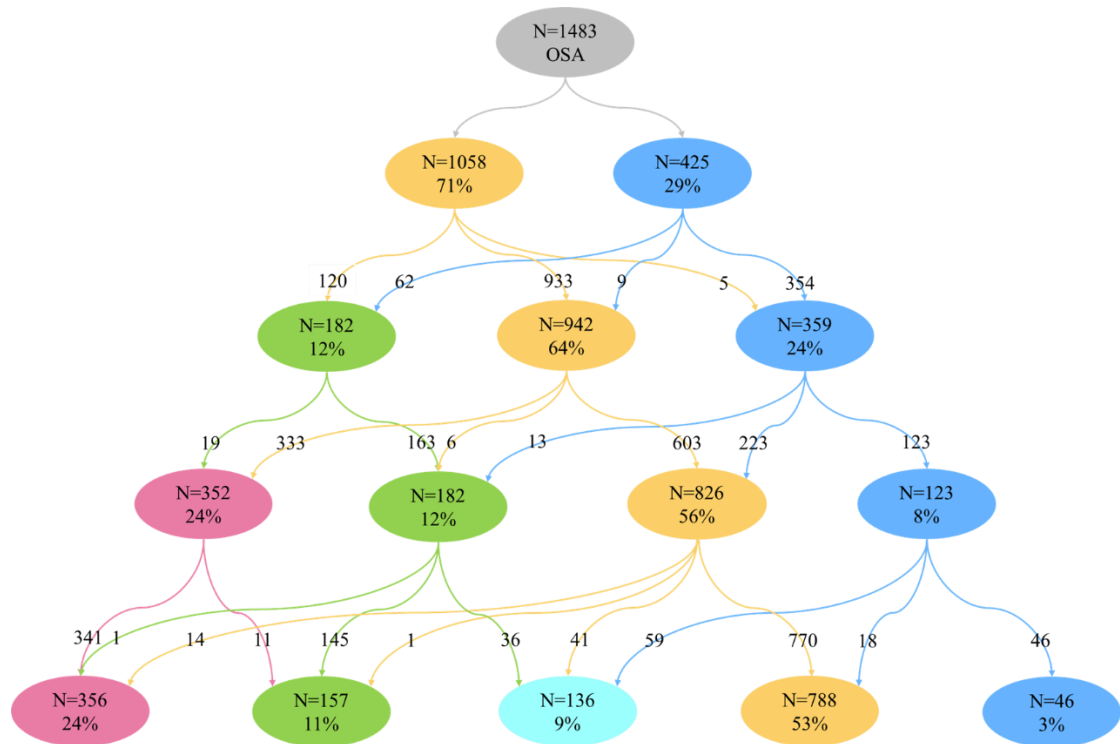 N=1483
OSA
N=1058
71%
N=425
29%
120
62
933
9
5
354
N=182
12%
N=942
64%
N=359
24%
19
333
163
6
13
603
223
123
N=352
24%
N=182
12%
N=826
56%
N=123
8%
341
1
14
11
145
1
36
41
59
770
18
46
N=356
24%
N=157
11%
N=136
9%
N=788
53%
N=46
3%